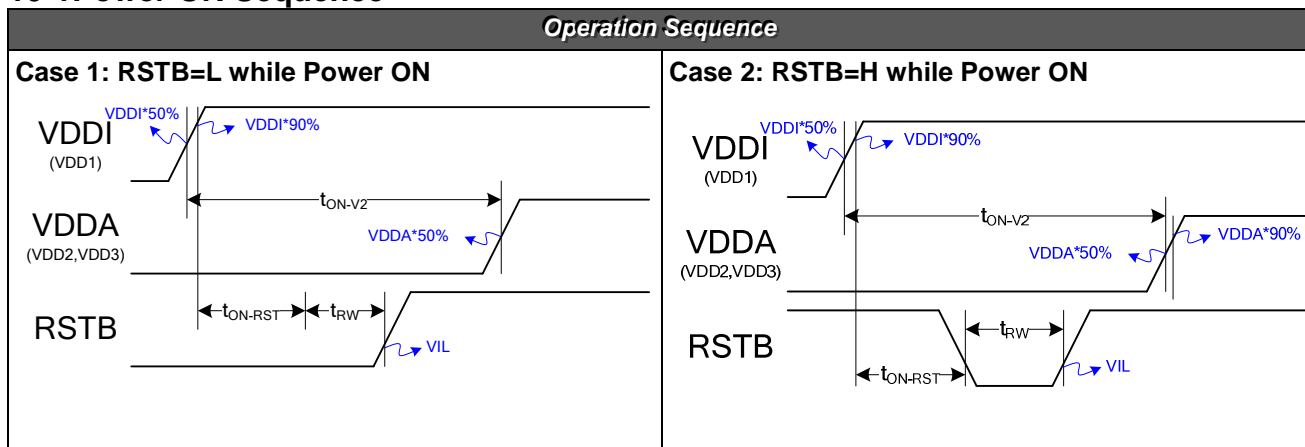 Operation Sequence
Case 1: RSTB=L while Power ON
VDDI*50%
VDDI*90%
VDDI
(VDD1)
tON-V2
VDDA
(VDD2,VDD3)
VDDA*50%
tON-RST
tRW
RSTB
VIL
Case 2: RSTB=H while Power ON
VDDI*50%
VDDI*90%
VDDI
(VDD1)
tON-V2
VDDA
(VDD2,VDD3)
VDDA*50%
VDDA*90%
RSTB
tRW
tON-RST
VIL